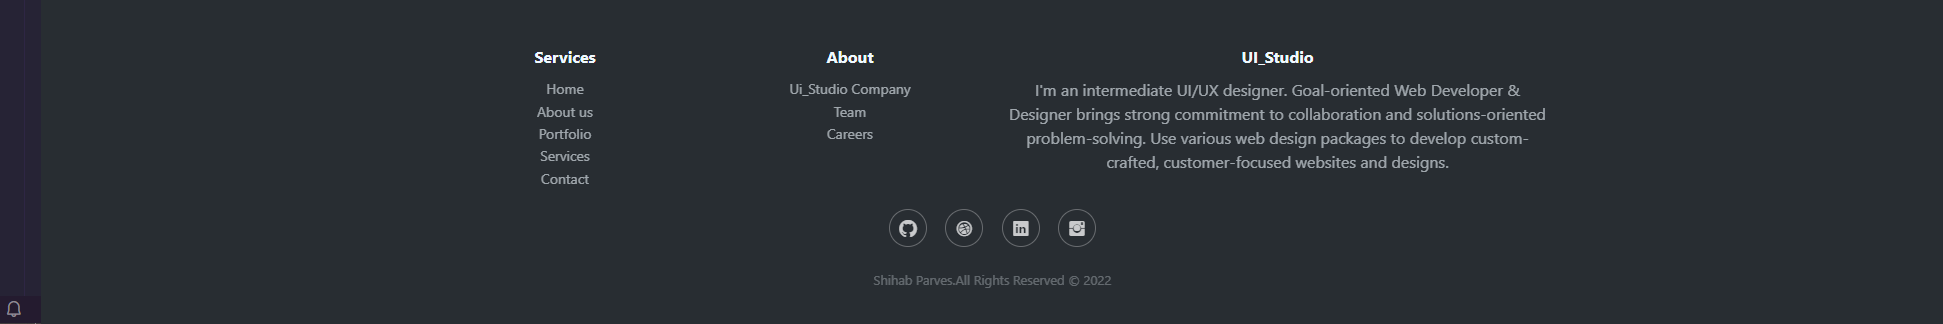 Services
Home
About us
Portfolio
Services
Contact
About
Ui_Studio Company
Team
Careers
UI_Studio
I'm an intermediate UI/UX designer. Goal-oriented Web Developer &
Designer brings strong commitment to collaboration and solutions-oriented
problem-solving. Use various web design packages to develop custom-
crafted, customer-focused websites and designs.
in
Shihab Parves.All Rights Reserved © 2022